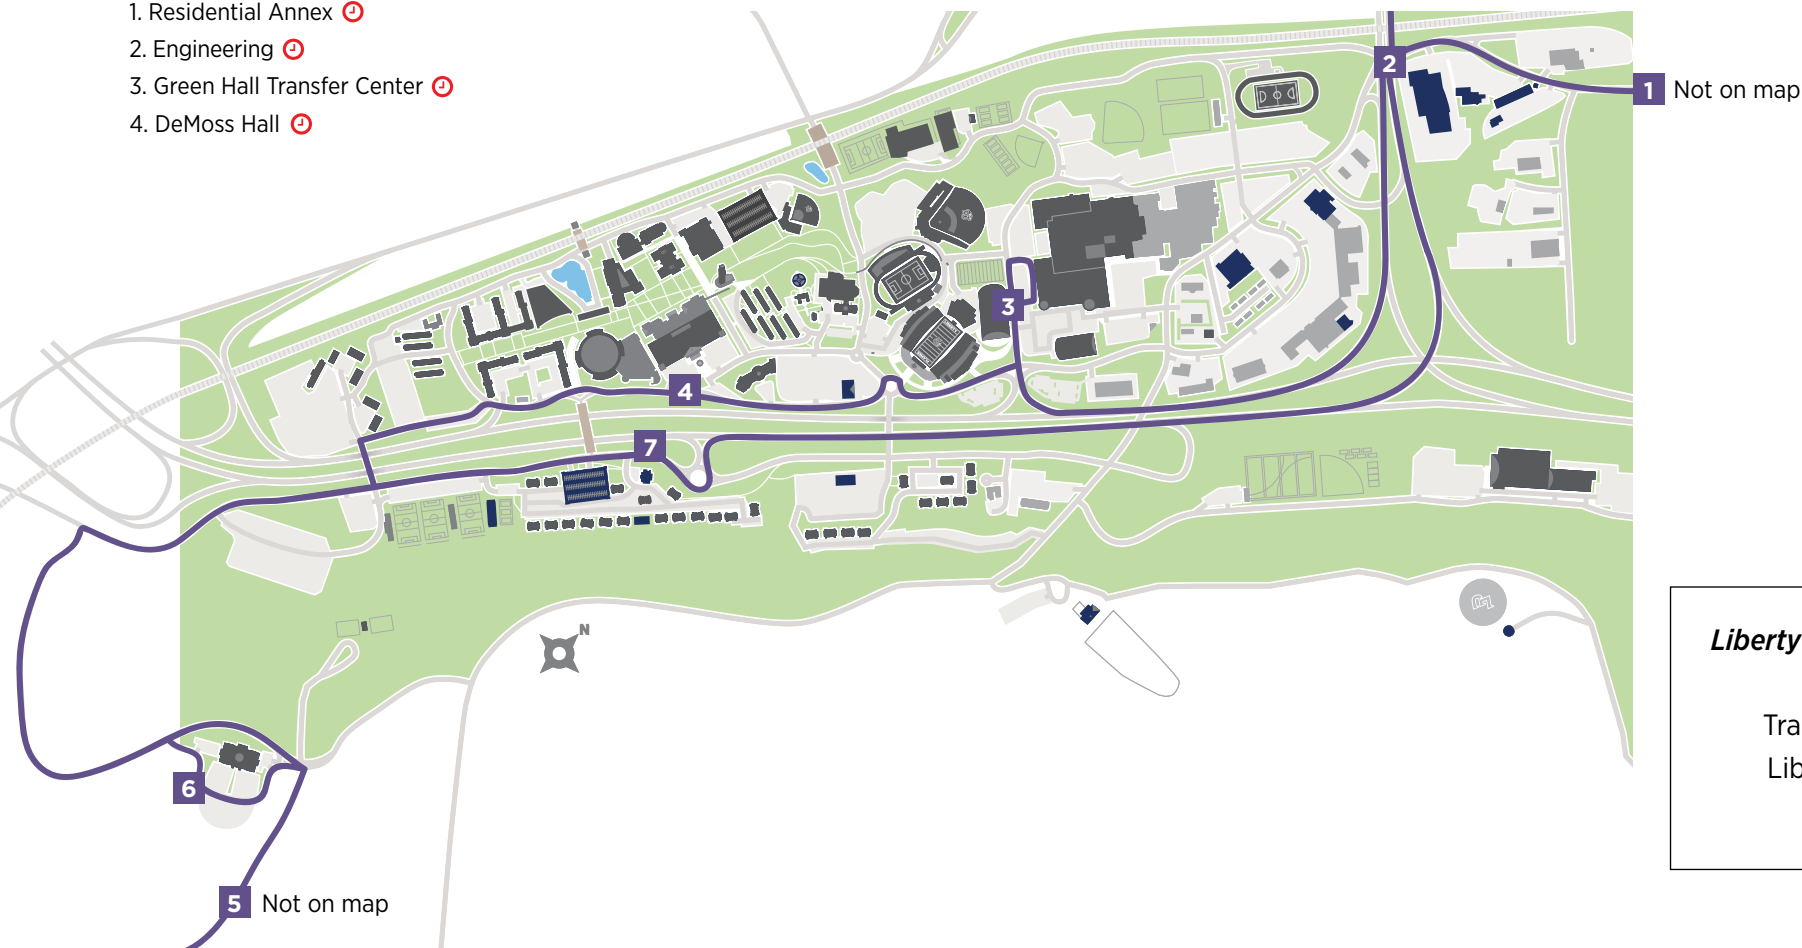 1. Residential Annex
2. Engineering
3. Green Hall Transfer Center
4. DeMoss Hall
2
1 Not on map
3
4
7
N
LU
Liberty
Tra
Lib
6
5 Not on map